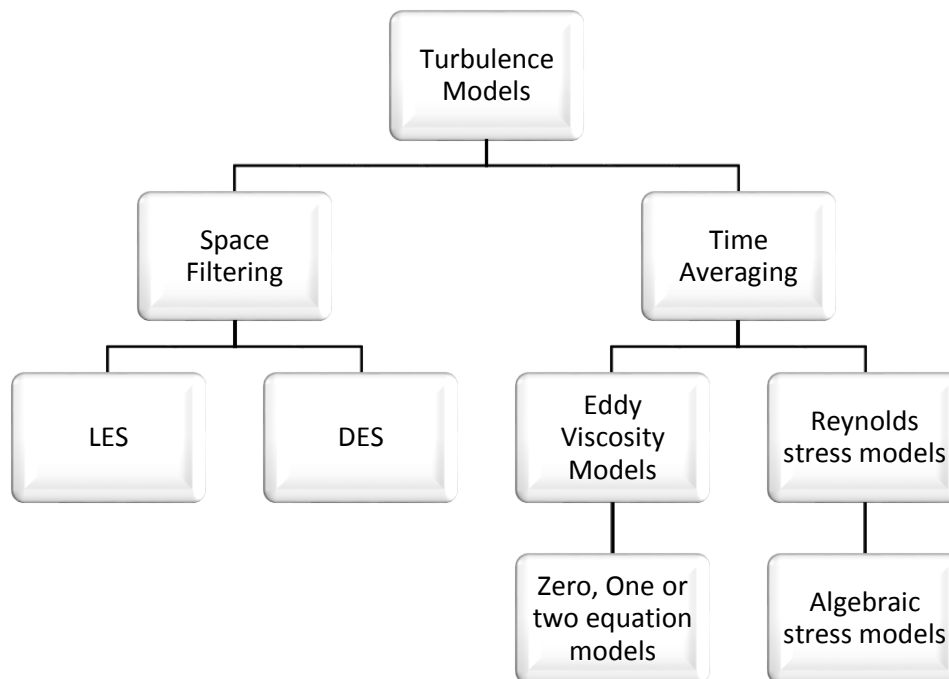 Turbulence
Models
Space
Filtering
Time
Averaging
LES
DES
Eddy
Viscosity
Models
Reynolds
stress models
Zero, One or
two equation
models
Algebraic
stress models